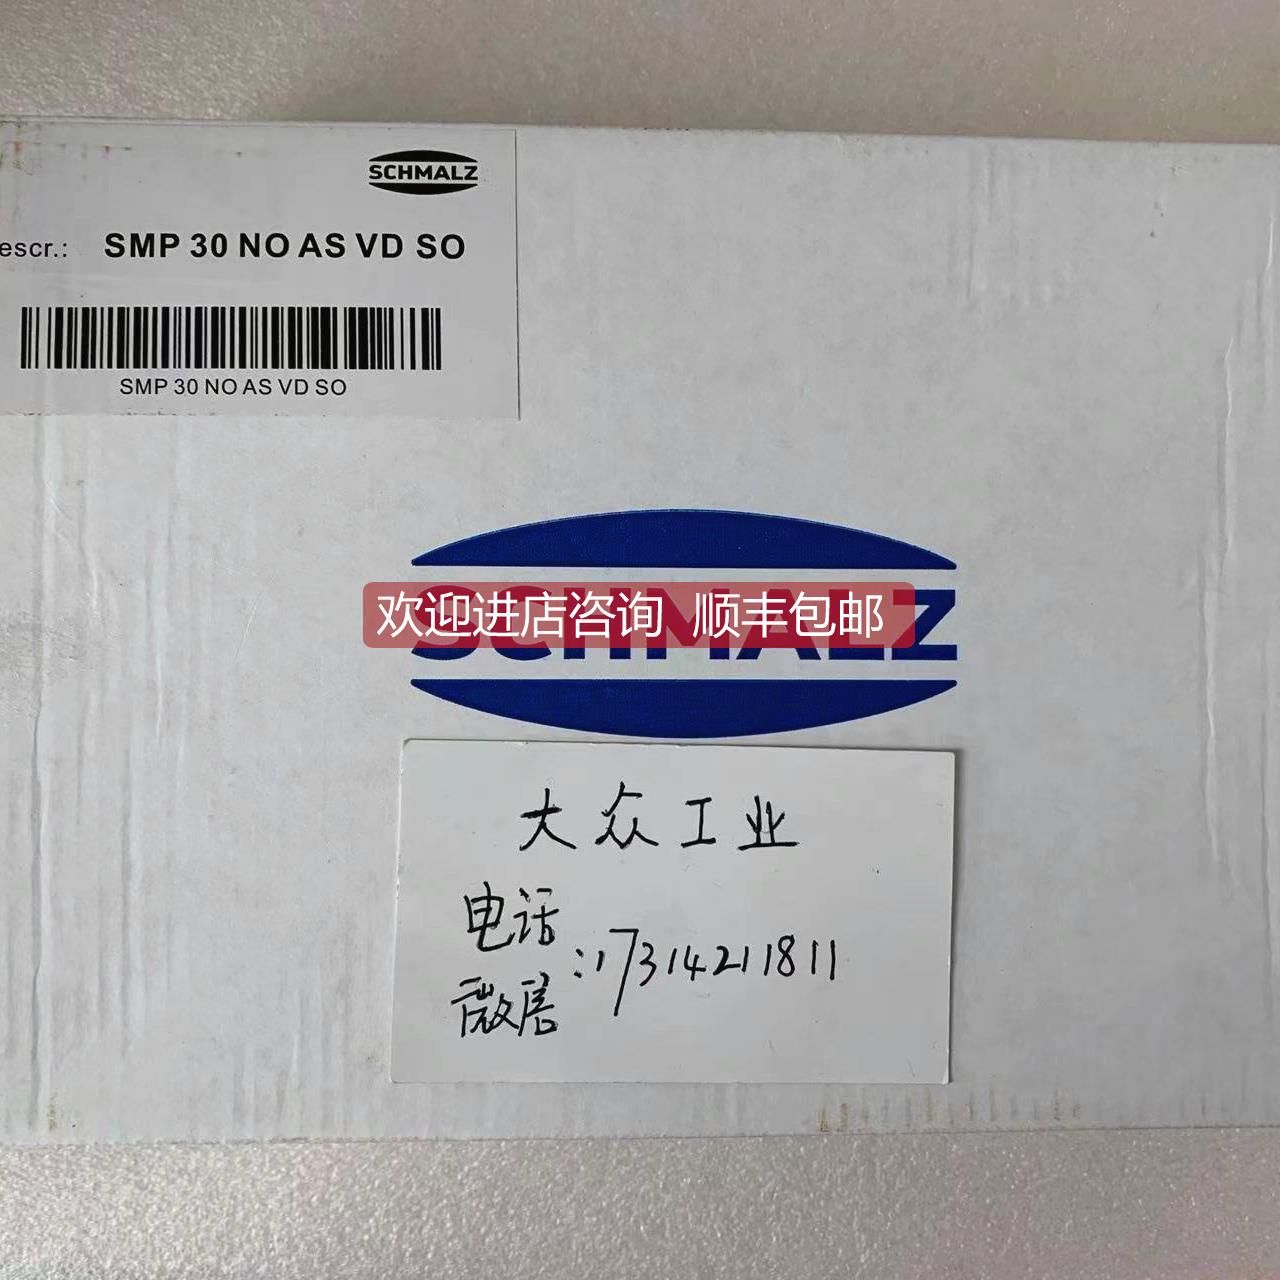 SCHMALZ
escr.: SMP 30 NO AS VD SO
SMP 30 NO AS VD SO
SCHMALZ
欢迎进店咨询 顺丰包邮
大众工业
电话
:17314211811
微信